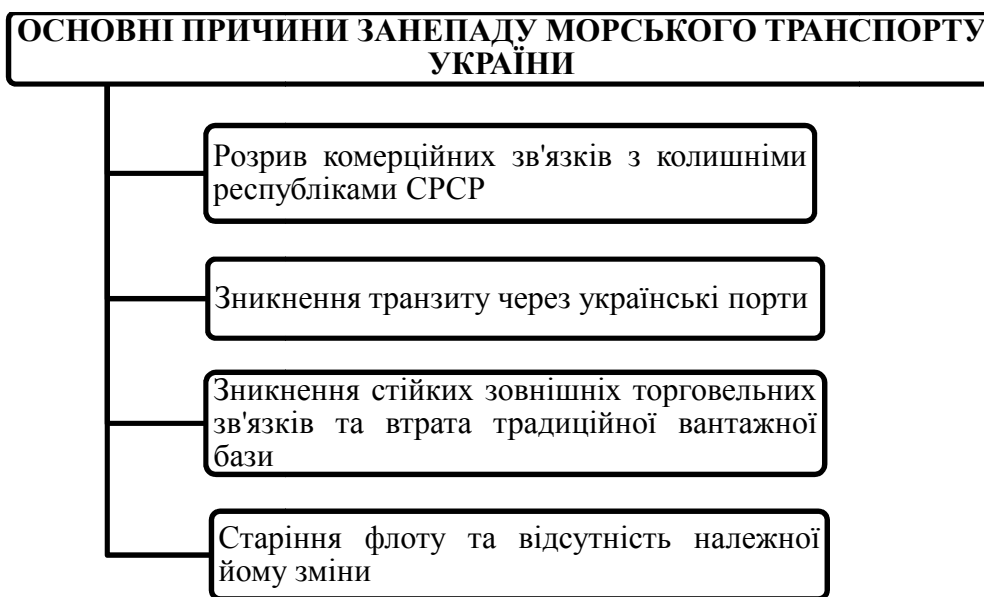 ОСНОВНІ ПРИЧИНИ ЗАНЕПАДУ МОРСЬКОГО ТРАНСПОРТУ
УКРАЇНИ
Розрив комерційних зв'язків з колишніми
республіками СРСР
Зникнення транзиту через українські порти
Зникнення стійких зовнішніх торговельних
зв'язків та втрата традиційної вантажної
бази
Старіння флоту та відсутність належної
йому зміни